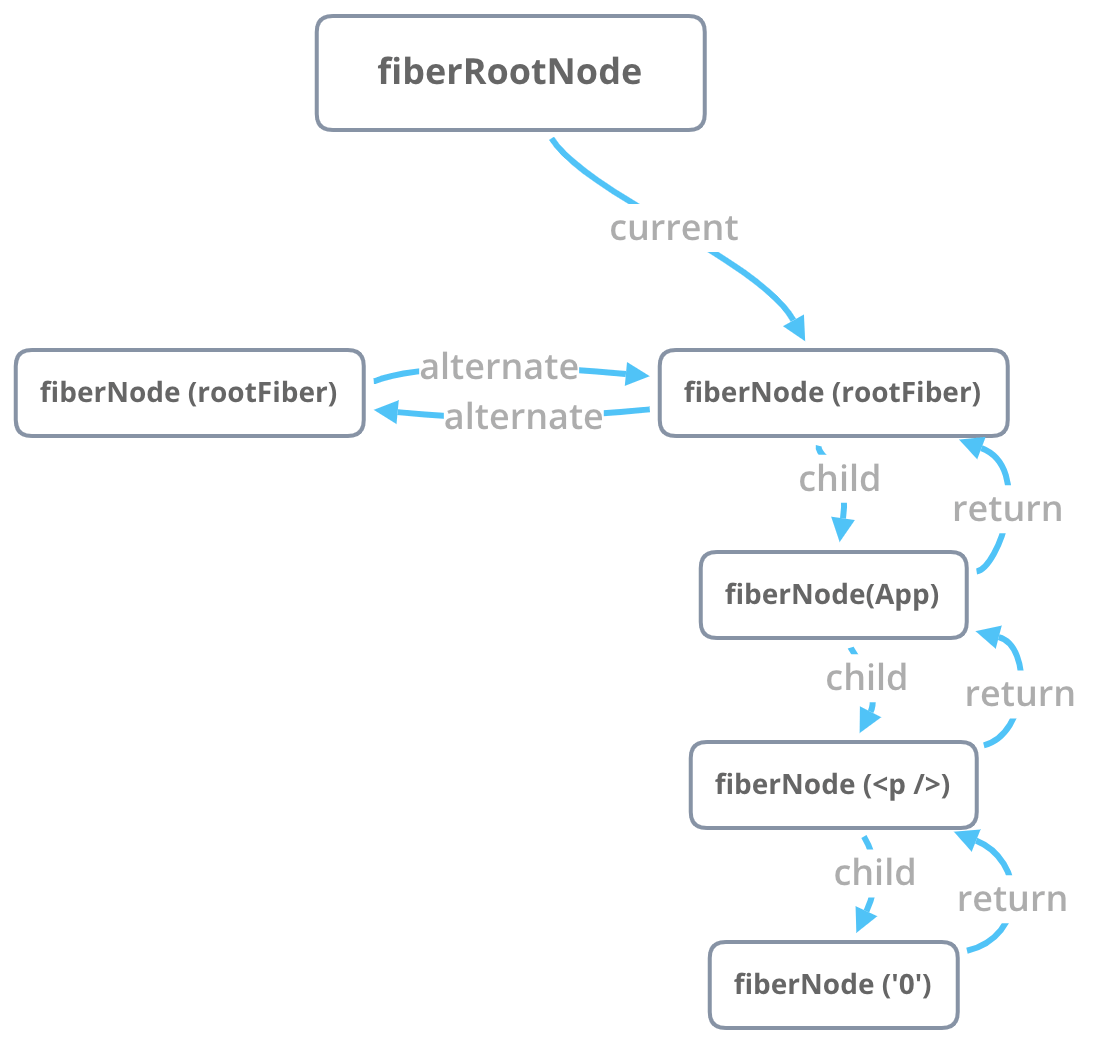 fiberRootNode
current
fiberNode (rootFiber)
alternate
alternate
fiberNode (rootFiber)
child
return
fiberNode(App)
child
return
fiberNode (<p />)
child
return
fiberNode ('0')